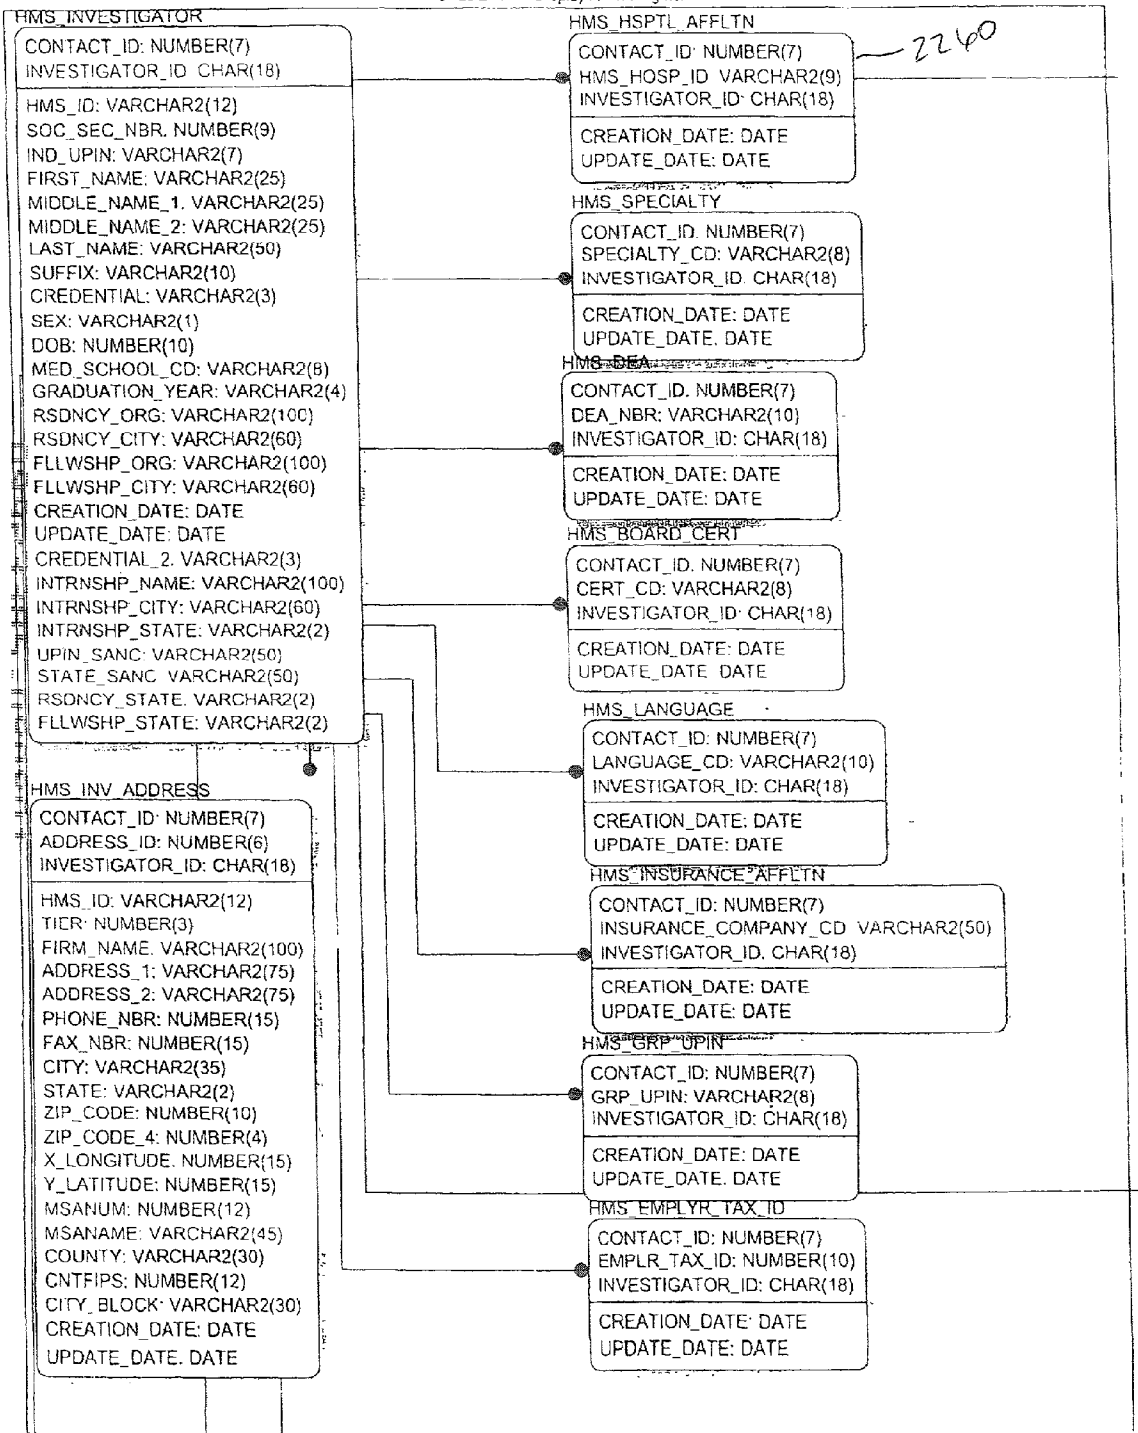 HMS_INVESTIGATOR
CONTACT_ID: NUMBER(7)
INVESTIGATOR_ID CHAR(18)
HMS_ID: VARCHAR2(12)
SOC_SEC_NBR. NUMBER(9)
IND_UPIN: VARCHAR2(7)
FIRST_NAME: VARCHAR2(25)
MIDDLE_NAME_1. VARCHAR2(25)
MIDDLE_NAME_2: VARCHAR2(25)
LAST_NAME: VARCHAR2(50)
SUFFIX: VARCHAR2(10)
CREDENTIAL: VARCHAR2(3)
SEX: VARCHAR2(1)
DOB: NUMBER(10)
MED_SCHOOL_CD: VARCHAR2(8)
GRADUATION_YEAR: VARCHAR2(4)
RSDNCY_ORG: VARCHAR2(100)
RSDNCY_CITY: VARCHAR2(60)
FLLWSHP_ORG: VARCHAR2(100)
FLLWSHP_CITY: VARCHAR2(60)
CREATION_DATE: DATE
UPDATE_DATE: DATE
CREDENTIAL_2. VARCHAR2(3)
INTRNSHP_NAME: VARCHAR2(100)
INTRNSHP_CITY: VARCHAR2(60)
INTRNSHP_STATE: VARCHAR2(2)
UPIN_SANC: VARCHAR2(50)
STATE_SANC VARCHAR2(50)
RSDNCY_STATE. VARCHAR2(2)
FLLWSHP_STATE: VARCHAR2(2)
HMS_INV_ADDRESS
CONTACT_ID: NUMBER(7)
ADDRESS_ID: NUMBER(6)
INVESTIGATOR_ID: CHAR(18)
HMS_ID: VARCHAR2(12)
TIER: NUMBER(3)
FIRM_NAME. VARCHAR2(100)
ADDRESS_1: VARCHAR2(75)
ADDRESS_2: VARCHAR2(75)
PHONE_NBR: NUMBER(15)
FAX_NBR: NUMBER(15)
CITY: VARCHAR2(35)
STATE: VARCHAR2(2)
ZIP_CODE: NUMBER(10)
ZIP_CODE_4: NUMBER(4)
X_LONGITUDE. NUMBER(15)
Y_LATITUDE: NUMBER(15)
MSANUM: NUMBER(12)
MSANAME: VARCHAR2(45)
COUNTY: VARCHAR2(30)
CNTFIPS: NUMBER(12)
CITY_BLOCK: VARCHAR2(30)
CREATION_DATE: DATE
UPDATE_DATE. DATE
HMS_HSPTL_AFFLTN
2260
CONTACT_ID: NUMBER(7)
HMS_HOSP_ID VARCHAR2(9)
INVESTIGATOR_ID: CHAR(18)
CREATION_DATE: DATE
UPDATE_DATE: DATE
HMS_SPECIALTY
CONTACT_ID. NUMBER(7)
SPECIALTY_CD: VARCHAR2(8)
INVESTIGATOR_ID. CHAR(18)
CREATION_DATE: DATE
UPDATE_DATE. DATE
HMS_DEA
CONTACT_ID. NUMBER(7)
DEA_NBR: VARCHAR2(10)
INVESTIGATOR_ID: CHAR(18)
CREATION_DATE: DATE
UPDATE_DATE: DATE
HMS_BOARD_CERT
CONTACT_ID. NUMBER(7)
CERT_CD: VARCHAR2(8)
INVESTIGATOR_ID: CHAR(18)
CREATION_DATE: DATE
UPDATE_DATE DATE
HMS_LANGUAGE
CONTACT_ID: NUMBER(7)
LANGUAGE_CD: VARCHAR2(10)
INVESTIGATOR_ID: CHAR(18)
CREATION_DATE: DATE
UPDATE_DATE: DATE
HMS_INSURANCE_AFFLTN
CONTACT_ID: NUMBER(7)
INSURANCE_COMPANY_CD VARCHAR2(50)
INVESTIGATOR_ID. CHAR(18)
CREATION_DATE: DATE
UPDATE_DATE: DATE
HMS_GRP_UPIN
CONTACT_ID: NUMBER(7)
GRP_UPIN: VARCHAR2(8)
INVESTIGATOR_ID: CHAR(18)
CREATION_DATE: DATE
UPDATE_DATE. DATE
HMS_EMPLYR_TAX_ID
CONTACT_ID: NUMBER(7)
EMPLR_TAX_ID: NUMBER(10)
INVESTIGATOR_ID: CHAR(18)
CREATION_DATE: DATE
UPDATE_DATE: DATE